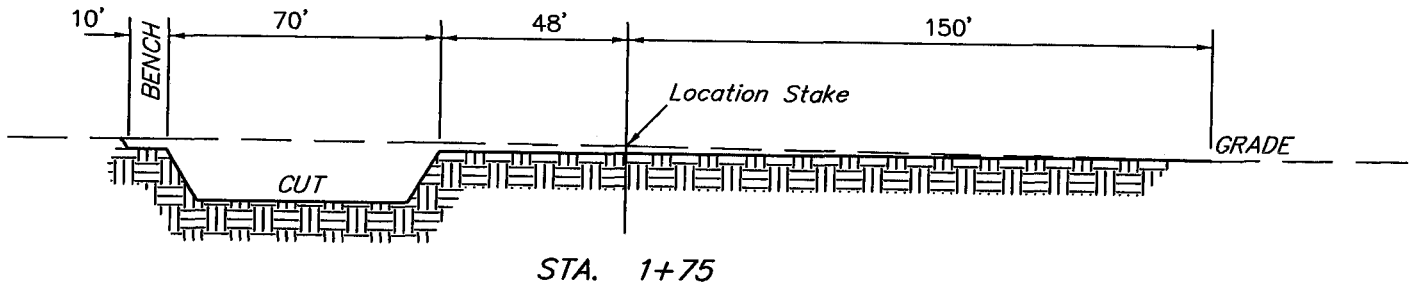 10' 70' 48' 150'
BENCH
Location Stake
GRADE
CUT
STA. 1+75